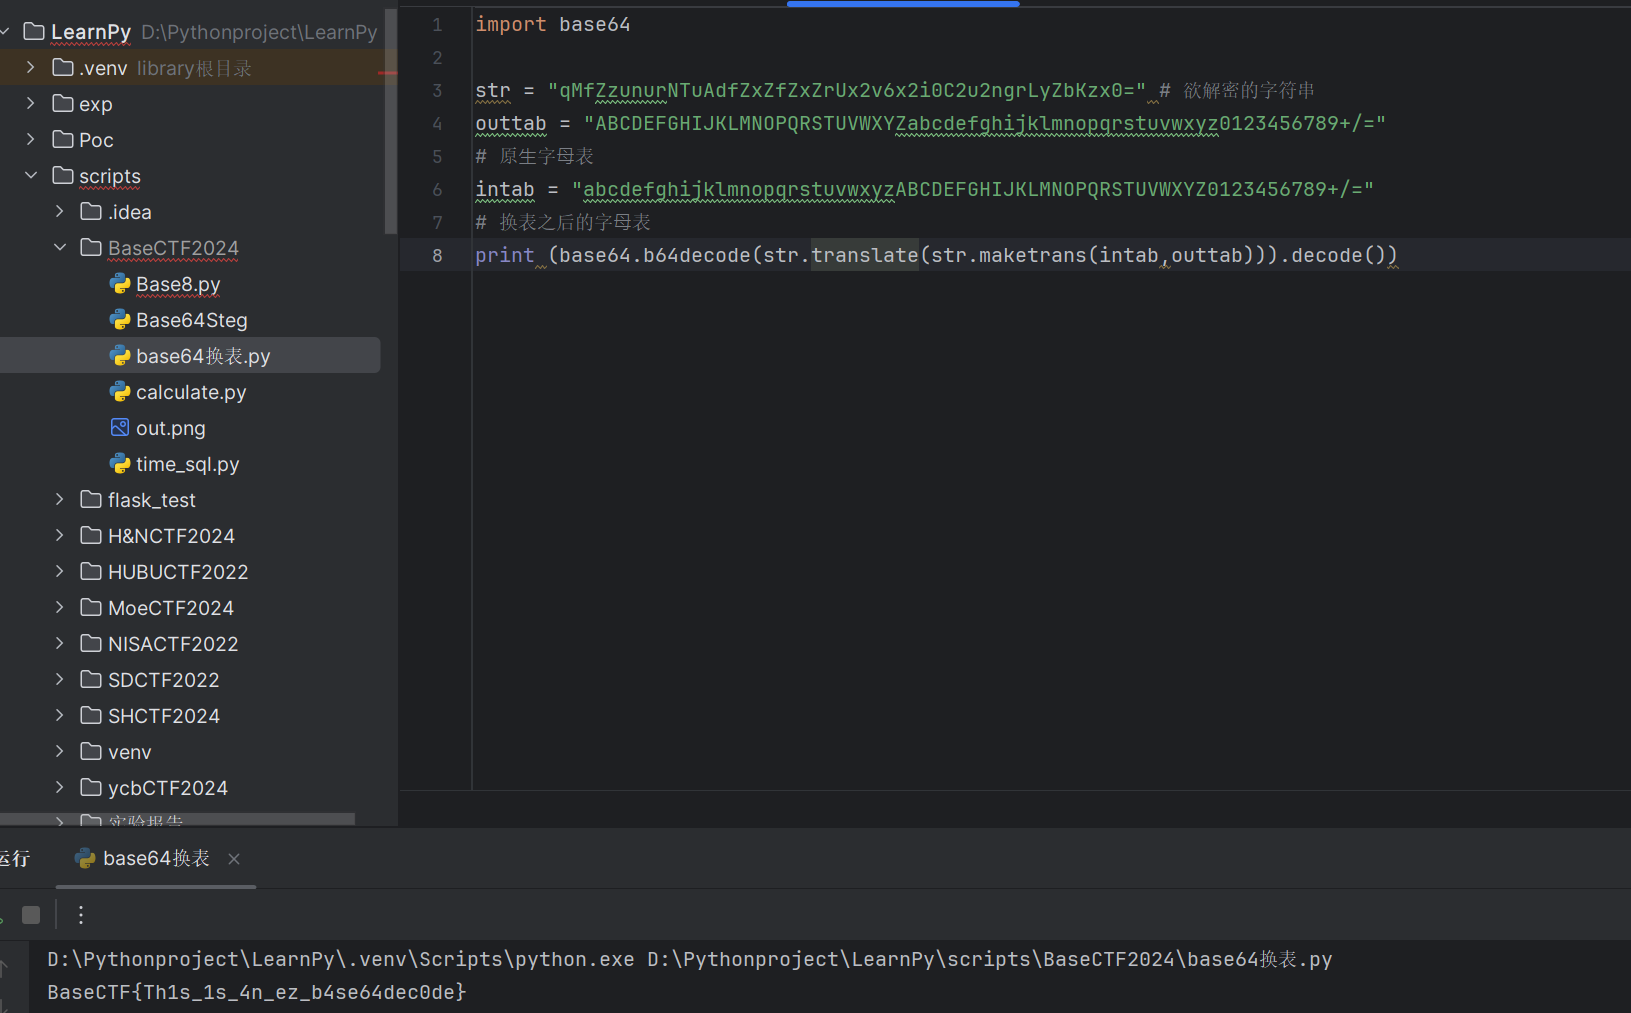 LearnPy D:\Pythonproject\LearnPy
.venv library根目录
exp
Poc
scripts
.idea
BaseCTF2024
Base8.py
Base64Steg
base64换表.py
calculate.py
out.png
time_sql.py
flask_test
H&NCTF2024
HUBUCTF2022
MoeCTF2024
NISACTF2022
SDCTF2022
SHCTF2024
venv
ycbCTF2024
实验报告
1 import base64
2
3 str = "qMfZzunurNTuAdfZxZfZxZrUx2v6x2i0C2u2ngrLyZbKzx0=" # 欲解密的字符串
4 outtab = "ABCDEFGHIJKLMNOPQRSTUVWXYZabcdefghijklmnopqrstuvwxyz0123456789+/="
5 # 原生字母表
6 intab = "abcdefghijklmnopqrstuvwxyzABCDEFGHIJKLMNOPQRSTUVWXYZ0123456789+/="
7 # 换表之后的字母表
8 print (base64.b64decode(str.translate(str.maketrans(intab,outtab))).decode())
运行 base64换表
D:\Pythonproject\LearnPy\.venv\Scripts\python.exe D:\Pythonproject\LearnPy\scripts\BaseCTF2024\base64换表.py
BaseCTF{Th1s_1s_4n_ez_b4se64dec0de}